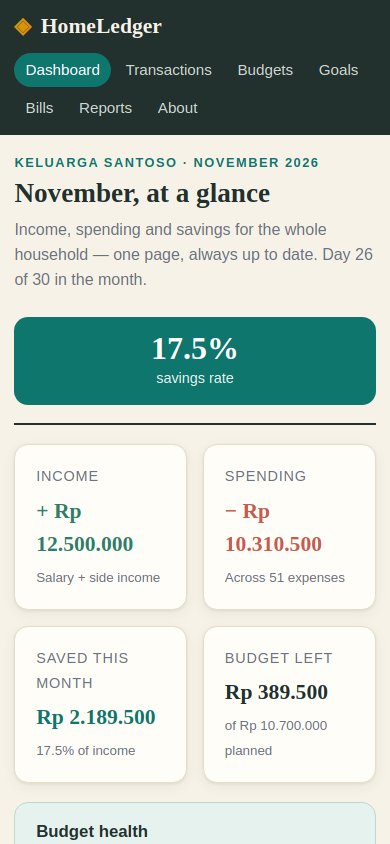 ◈ HomeLedger
Dashboard Transactions Budgets Goals
Bills Reports About
KELUARGA SANTOSO · NOVEMBER 2026
November, at a glance
Income, spending and savings for the whole
household — one page, always up to date. Day 26
of 30 in the month.
17.5%
savings rate
INCOME
+ Rp
12.500.000
Salary + side income
SPENDING
− Rp
10.310.500
Across 51 expenses
SAVED THIS
MONTH
Rp 2.189.500
17.5% of income
BUDGET LEFT
Rp 389.500
of Rp 10.700.000
planned
Budget health